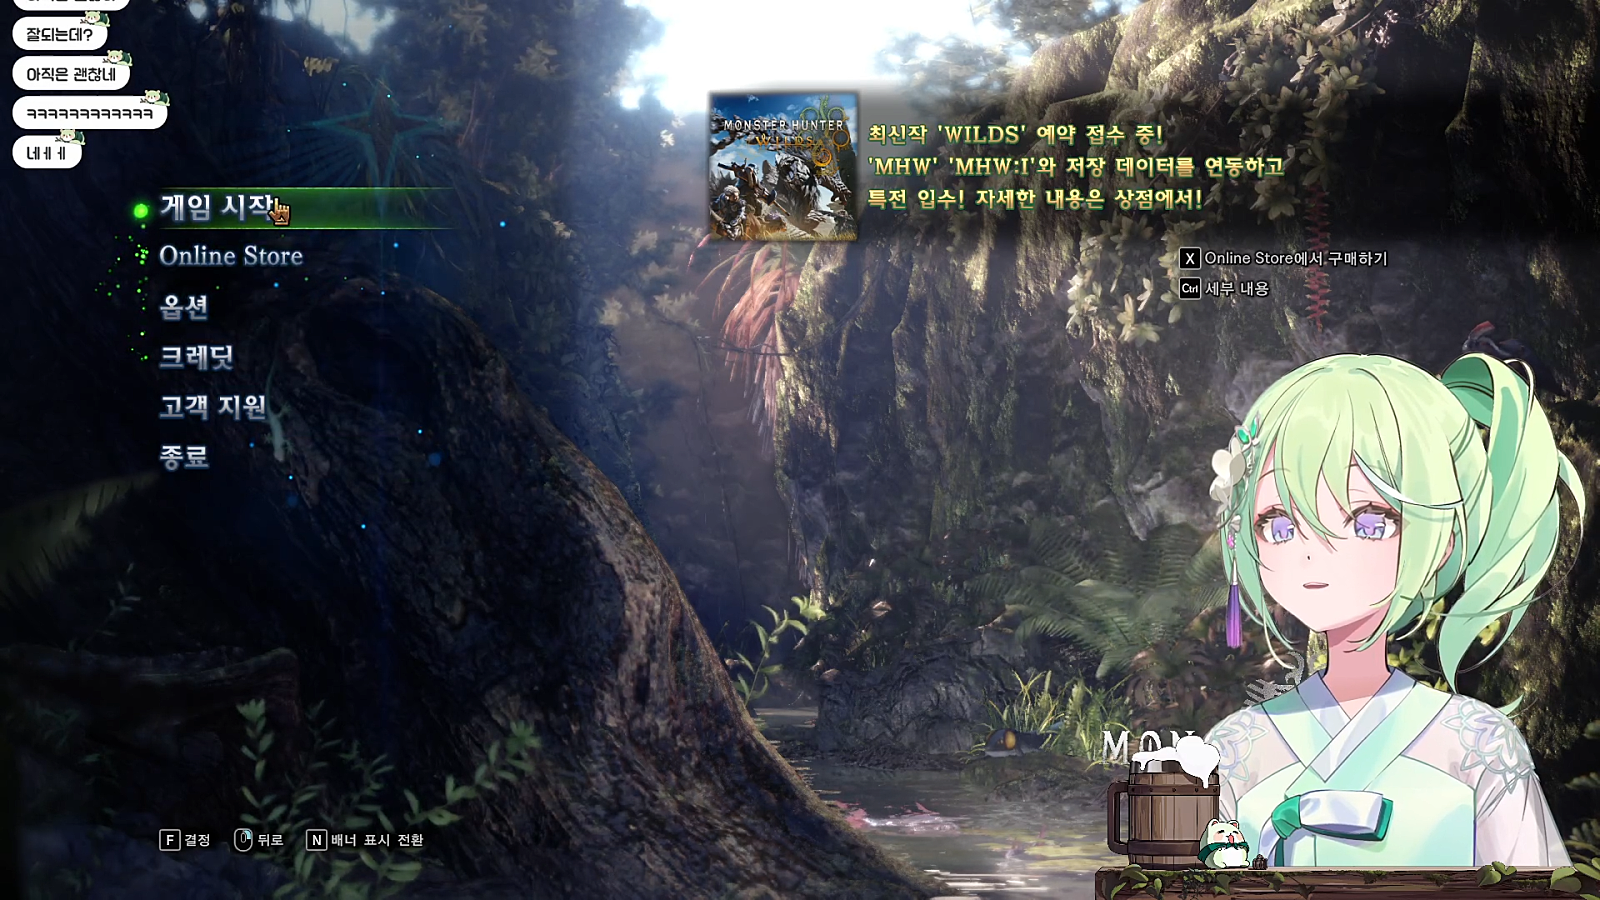 잘되는데?
아직은 괜찮네
ㅋㅋㅋㅋㅋㅋㅋㅋㅋㅋㅋㅋ
네ㅔㅔ
게임 시작
Online Store
옵션
크레딧
고객 지원
종료
MONSTER HUNTER
WILDS
최신작 'WILDS' 예약 접수 중!
'MHW' 'MHW:I'와 저장 데이터를 연동하고
특전 입수! 자세한 내용은 상점에서!
X Online Store에서 구매하기
Ctrl 세부 내용
MON
F 결정 뒤로 N 배너 표시 전환